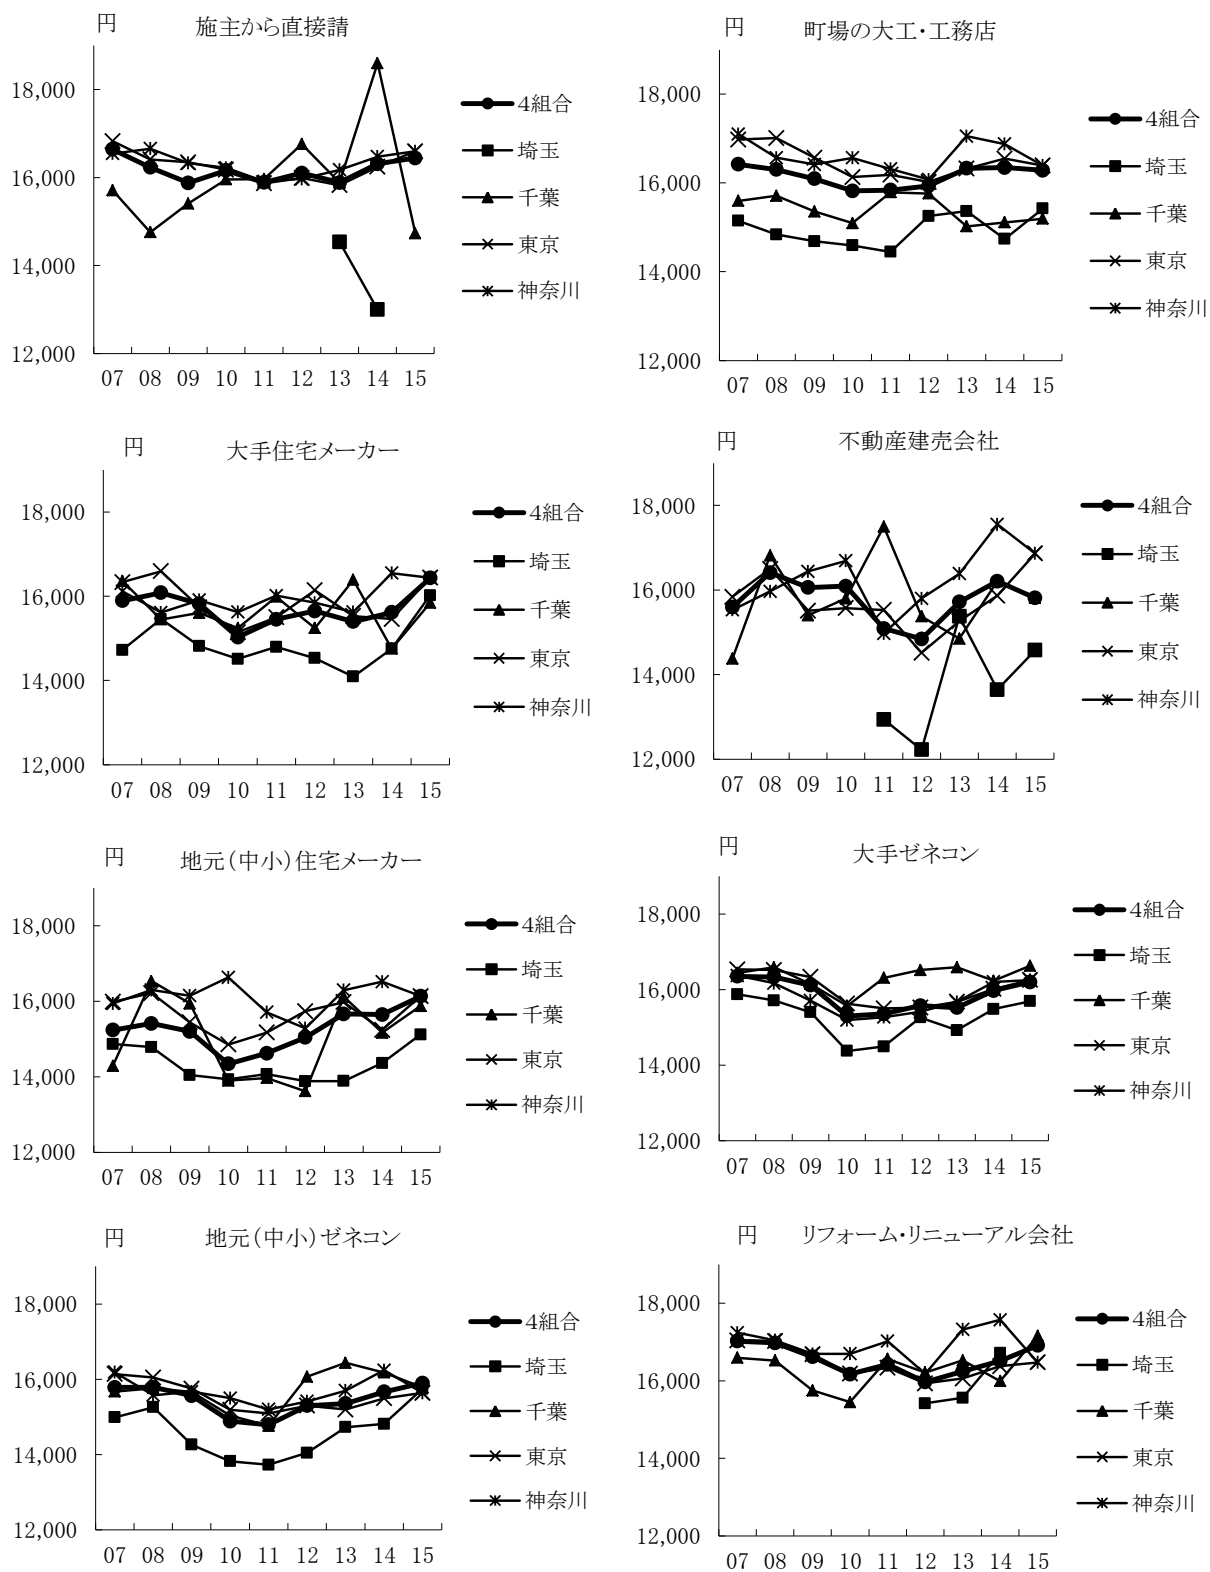 円
施主から直接請
18,000
16,000
14,000
12,000
07 08 09 10 11 12 13 14 15
4組合
埼玉
千葉
東京
神奈川
円
町場の大工・工務店
18,000
16,000
14,000
12,000
07 08 09 10 11 12 13 14 15
4組合
埼玉
千葉
東京
神奈川
円
大手住宅メーカー
18,000
16,000
14,000
12,000
07 08 09 10 11 12 13 14 15
4組合
埼玉
千葉
東京
神奈川
円
不動産建売会社
18,000
16,000
14,000
12,000
07 08 09 10 11 12 13 14 15
4組合
埼玉
千葉
東京
神奈川
円
地元(中小)住宅メーカー
18,000
16,000
14,000
12,000
07 08 09 10 11 12 13 14 15
4組合
埼玉
千葉
東京
神奈川
円
大手ゼネコン
18,000
16,000
14,000
12,000
07 08 09 10 11 12 13 14 15
4組合
埼玉
千葉
東京
神奈川
円
地元(中小)ゼネコン
18,000
16,000
14,000
12,000
07 08 09 10 11 12 13 14 15
4組合
埼玉
千葉
東京
神奈川
円
リフォーム・リニューアル会社
18,000
16,000
14,000
12,000
07 08 09 10 11 12 13 14 15
4組合
埼玉
千葉
東京
神奈川